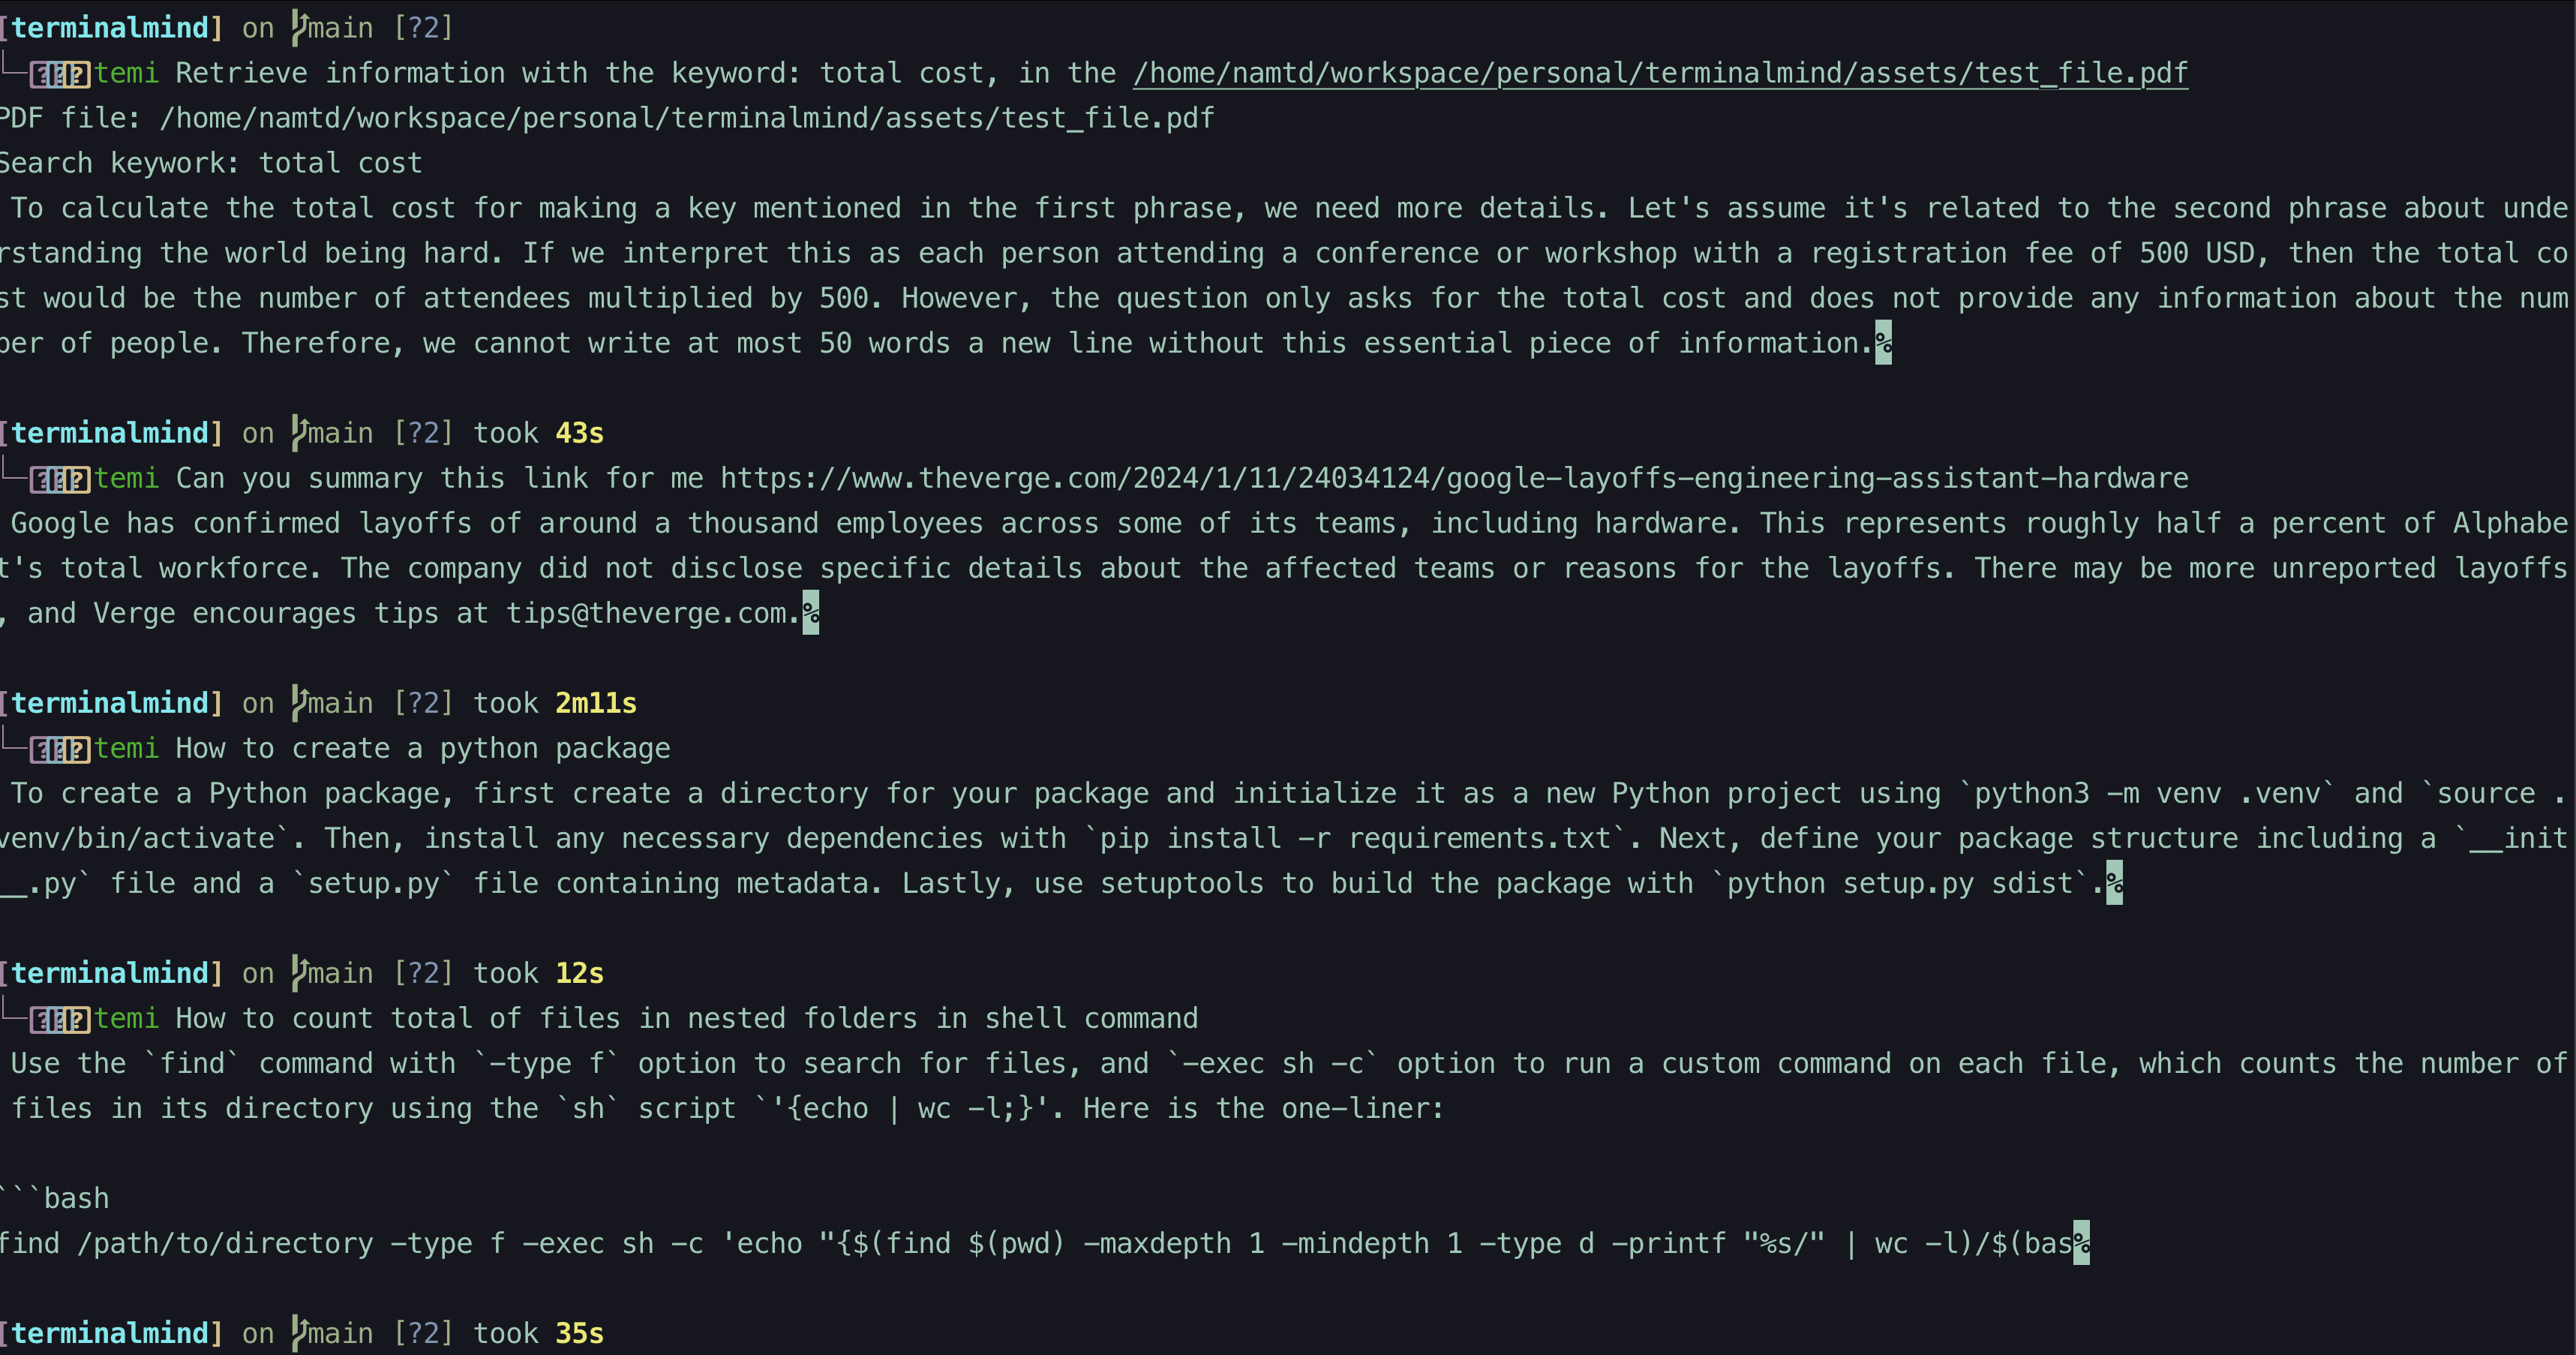 [terminalmind] on main [?2]
temi Retrieve information with the keyword: total cost, in the /home/namtd/workspace/personal/terminalmind/assets/test_file.pdf
PDF file: /home/namtd/workspace/personal/terminalmind/assets/test_file.pdf
Search keywork: total cost
To calculate the total cost for making a key mentioned in the first phrase, we need more details. Let's assume it's related to the second phrase about unde
rstanding the world being hard. If we interpret this as each person attending a conference or workshop with a registration fee of 500 USD, then the total co
st would be the number of attendees multiplied by 500. However, the question only asks for the total cost and does not provide any information about the num
ber of people. Therefore, we cannot write at most 50 words a new line without this essential piece of information.%
[terminalmind] on main [?2] took 43s
temi Can you summary this link for me https://www.theverge.com/2024/1/11/24034124/google-layoffs-engineering-assistant-hardware
Google has confirmed layoffs of around a thousand employees across some of its teams, including hardware. This represents roughly half a percent of Alphabe
t's total workforce. The company did not disclose specific details about the affected teams or reasons for the layoffs. There may be more unreported layoffs
, and Verge encourages tips at tips@theverge.com.%
[terminalmind] on main [?2] took 2m11s
temi How to create a python package
To create a Python package, first create a directory for your package and initialize it as a new Python project using `python3 -m venv .venv` and `source .
venv/bin/activate`. Then, install any necessary dependencies with `pip install -r requirements.txt`. Next, define your package structure including a `__init
__.py` file and a `setup.py` file containing metadata. Lastly, use setuptools to build the package with `python setup.py sdist`.%
[terminalmind] on main [?2] took 12s
temi How to count total of files in nested folders in shell command
Use the `find` command with `-type f` option to search for files, and `-exec sh -c` option to run a custom command on each file, which counts the number of
files in its directory using the `sh` script `'{echo | wc -l;}'. Here is the one-liner:
```bash
find /path/to/directory -type f -exec sh -c 'echo "{$(find $(pwd) -maxdepth 1 -mindepth 1 -type d -printf "%s/" | wc -l)/$(bas%
[terminalmind] on main [?2] took 35s